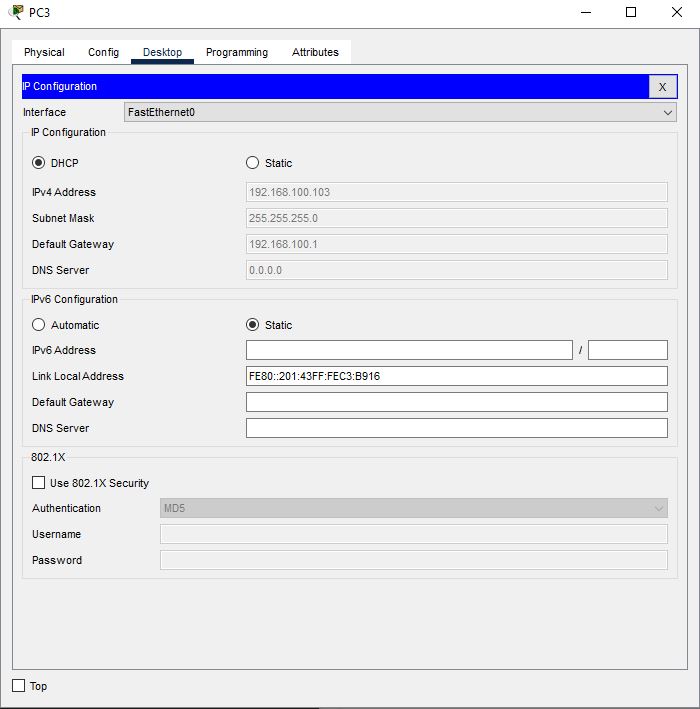 PC3
Physical Config Desktop Programming Attributes
IP Configuration X
Interface FastEthernet0
IP Configuration
DHCP Static
IPv4 Address 192.168.100.103
Subnet Mask 255.255.255.0
Default Gateway 192.168.100.1
DNS Server 0.0.0.0
IPv6 Configuration
Automatic Static
IPv6 Address /
Link Local Address FE80::201:43FF:FEC3:B916
Default Gateway
DNS Server
802.1X
Use 802.1X Security
Authentication MD5
Username
Password
Top